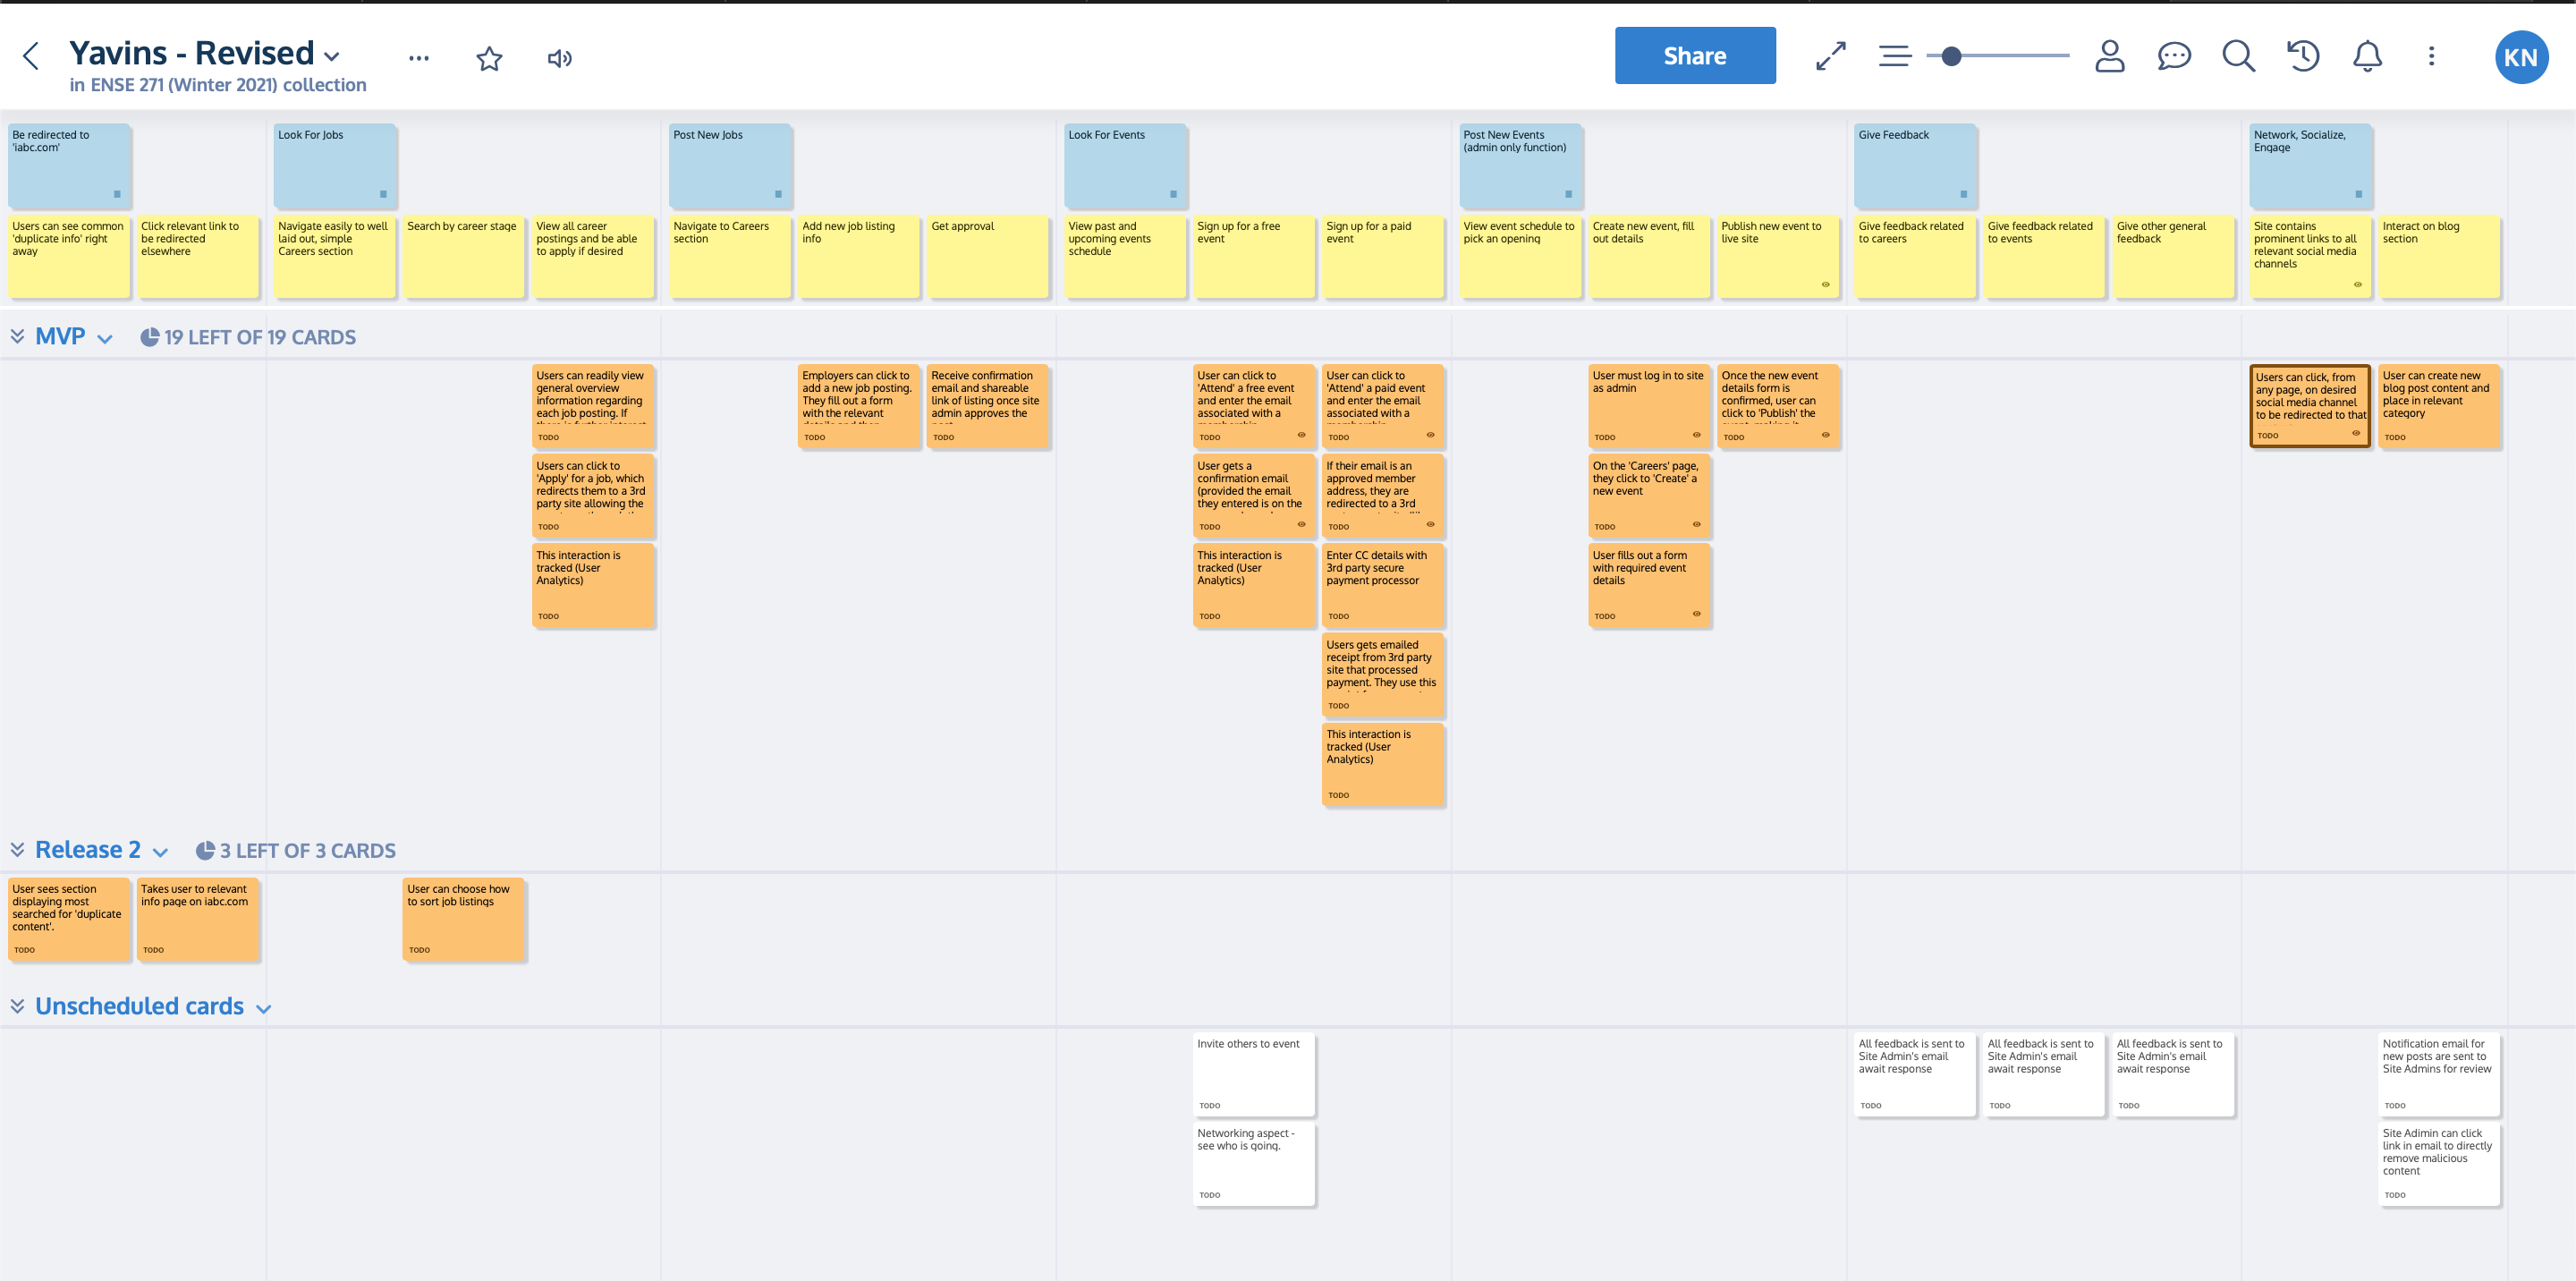 Yavins - Revised
in ENSE 271 (Winter 2021) collection
Share
KN
Be redirected to
'iabc.com'
Look For Jobs
Post New Jobs
Look For Events
Post New Events
(admin only function)
Give Feedback
Network, Socialize,
Engage
Users can see common
'duplicate info' right
away
Click relevant link to
be redirected
elsewhere
Navigate easily to well
laid out, simple
Careers section
Search by career stage
View all career
postings and be able
to apply if desired
Navigate to Careers
section
Add new job listing
info
Get approval
View past and
upcoming events
schedule
Sign up for a free
event
Sign up for a paid
event
View event schedule to
pick an opening
Create new event, fill
out details
Publish new event to
live site
Give feedback related
to careers
Give feedback related
to events
Give other general
feedback
Site contains
prominent links to all
relevant social media
channels
Interact on blog
section
MVP
19 LEFT OF 19 CARDS
Users can readily view
general overview
information regarding
each job posting. If
TODO
Employers can click to
add a new job posting.
They fill out a form
with the relevant
TODO
Receive confirmation
email and shareable
link of listing once site
admin approves the
TODO
User can click to
'Attend' a free event
and enter the email
associated with a
TODO
User can click to
'Attend' a paid event
and enter the email
associated with a
TODO
User must log in to site
as admin
TODO
Once the new event
details form is
confirmed, user can
click to 'Publish' the
TODO
Users can click, from
any page, on desired
social media channel
to be redirected to that
TODO
User can create new
blog post content and
place in relevant
category
TODO
Users can click to
'Apply' for a job, which
redirects them to a 3rd
party site allowing the
TODO
User gets a
confirmation email
(provided the email
they entered is on the
TODO
If their email is an
approved member
address, they are
redirected to a 3rd
TODO
On the 'Careers' page,
they click to 'Create' a
new event
TODO
This interaction is
tracked (User
Analytics)
TODO
This interaction is
tracked (User
Analytics)
TODO
Enter CC details with
3rd party secure
payment processor
TODO
User fills out a form
with required event
details
TODO
Users gets emailed
receipt from 3rd party
site that processed
payment. They use this
TODO
This interaction is
tracked (User
Analytics)
TODO
Release 2
3 LEFT OF 3 CARDS
User sees section
displaying most
searched for 'duplicate
content'.
TODO
Takes user to relevant
info page on iabc.com
TODO
User can choose how
to sort job listings
TODO
Unscheduled cards
Invite others to event
TODO
All feedback is sent to
Site Admin's email
await response
TODO
All feedback is sent to
Site Admin's email
await response
TODO
All feedback is sent to
Site Admin's email
await response
TODO
Notification email for
new posts are sent to
Site Admins for review
TODO
Networking aspect -
see who is going.
TODO
Site Adimin can click
link in email to directly
remove malicious
content
TODO